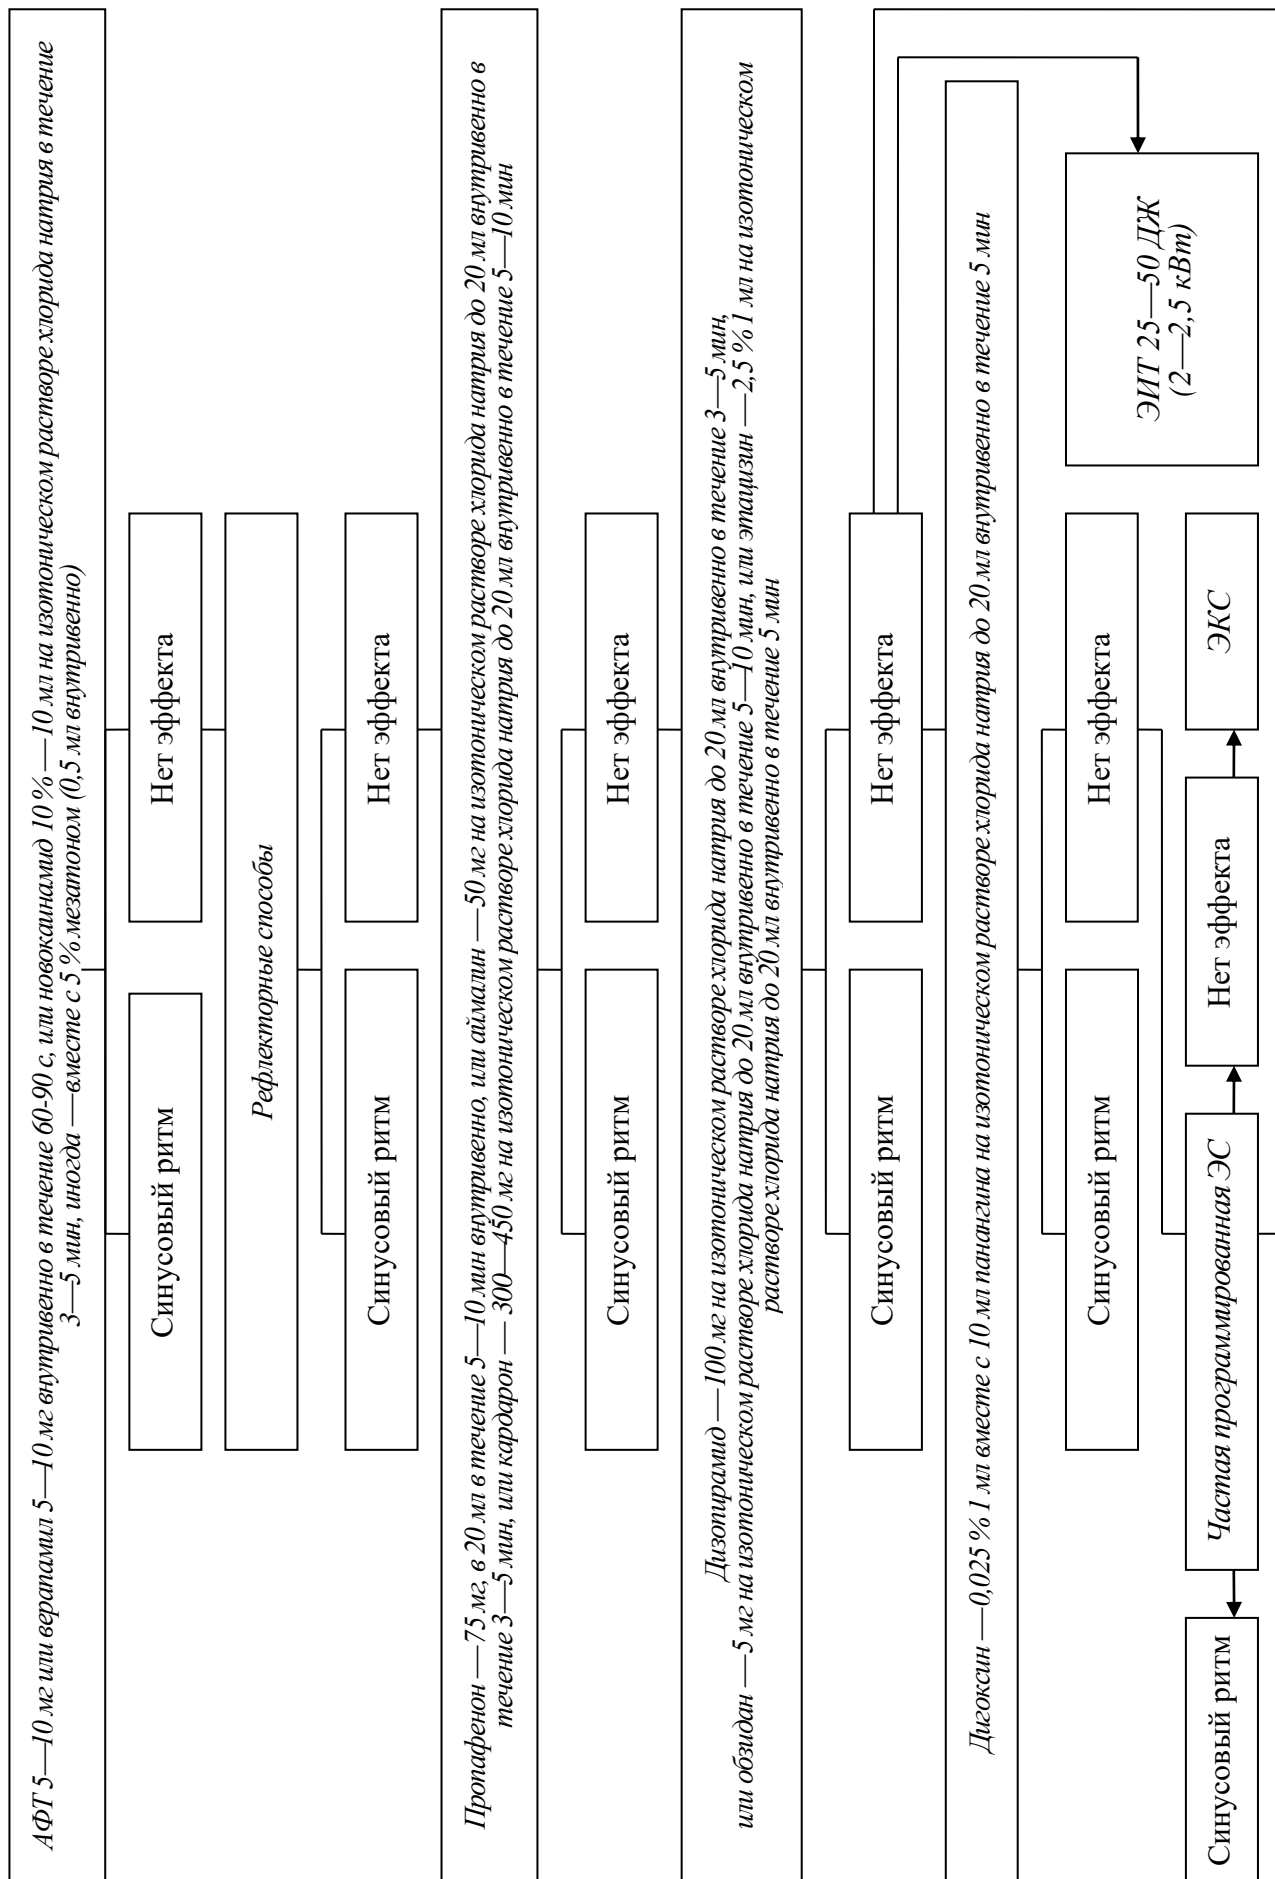 АФТ 5—10 мг или верапамил 5—10 мг внутривенно в течение 60-90 с, или новокаинамид 10 % —10 мл на изотоническом растворе хлорида натрия в течение
3—5 мин, иногда —вместе с 5 % мезатоном (0,5 мл внутривенно)
Синусовый ритм
Нет эффекта
Рефлекторные способы
Синусовый ритм
Нет эффекта
Пропафенон —75 мг, в 20 мл в течение 5—10 мин внутривенно, или аймалин —50 мг на изотоническом растворе хлорида натрия до 20 мл внутривенно в
течение 3—5 мин, или кардарон — 300—450 мг на изотоническом растворе хлорида натрия до 20 мл внутривенно в течение 5—10 мин
Синусовый ритм
Нет эффекта
Дизопирамид —100 мг на изотоническом растворе хлорида натрия до 20 мл внутривенно в течение 3—5 мин,
или обзидан —5 мг на изотоническом растворе хлорида натрия до 20 мл внутривенно в течение 5—10 мин, или этацизин —2,5 % 1 мл на изотоническом
растворе хлорида натрия до 20 мл внутривенно в течение 5 мин
Синусовый ритм
Нет эффекта
Дигоксин —0,025 % 1 мл вместе с 10 мл панангина на изотоническом растворе хлорида натрия до 20 мл внутривенно в течение 5 мин
Синусовый ритм
Нет эффекта
ЭИТ 25—50 ДЖ
(2—2,5 кВт)
Синусовый ритм
Частая программированная ЭС
Нет эффекта
ЭКС